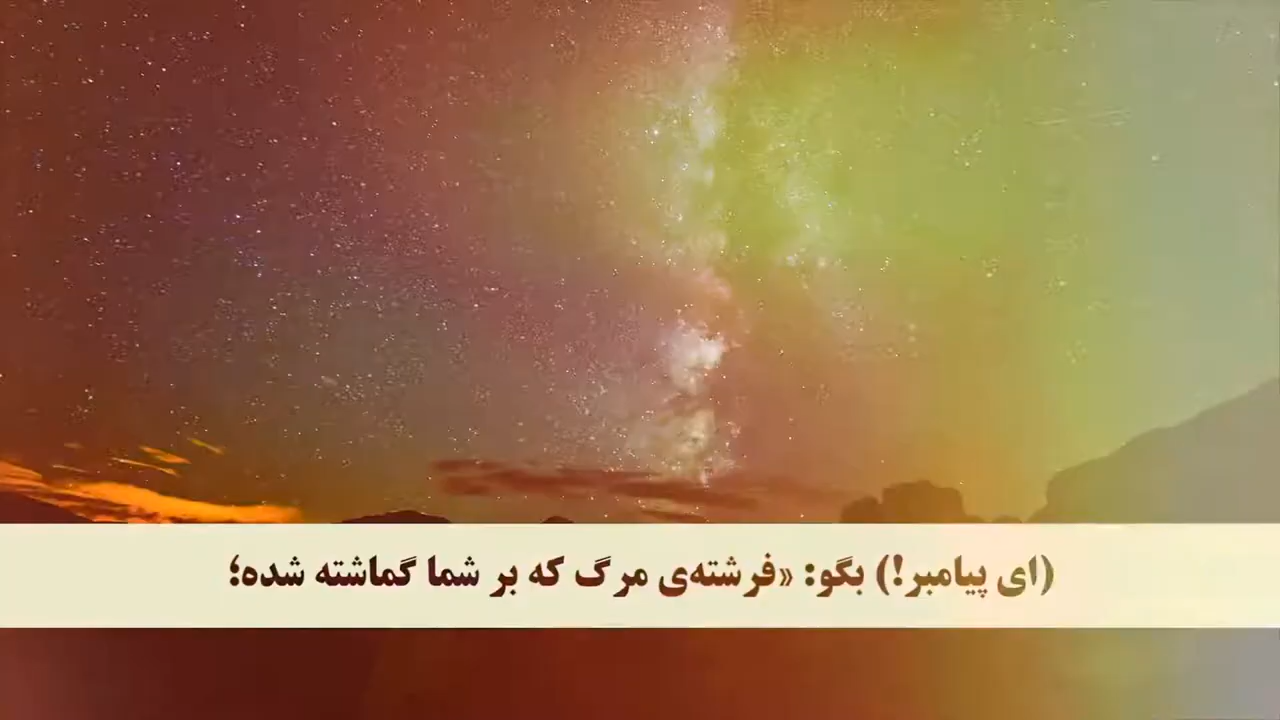 (ای پیامبر!) بگو: «فرشته‌ی مرگ که بر شما گماشته شده؛